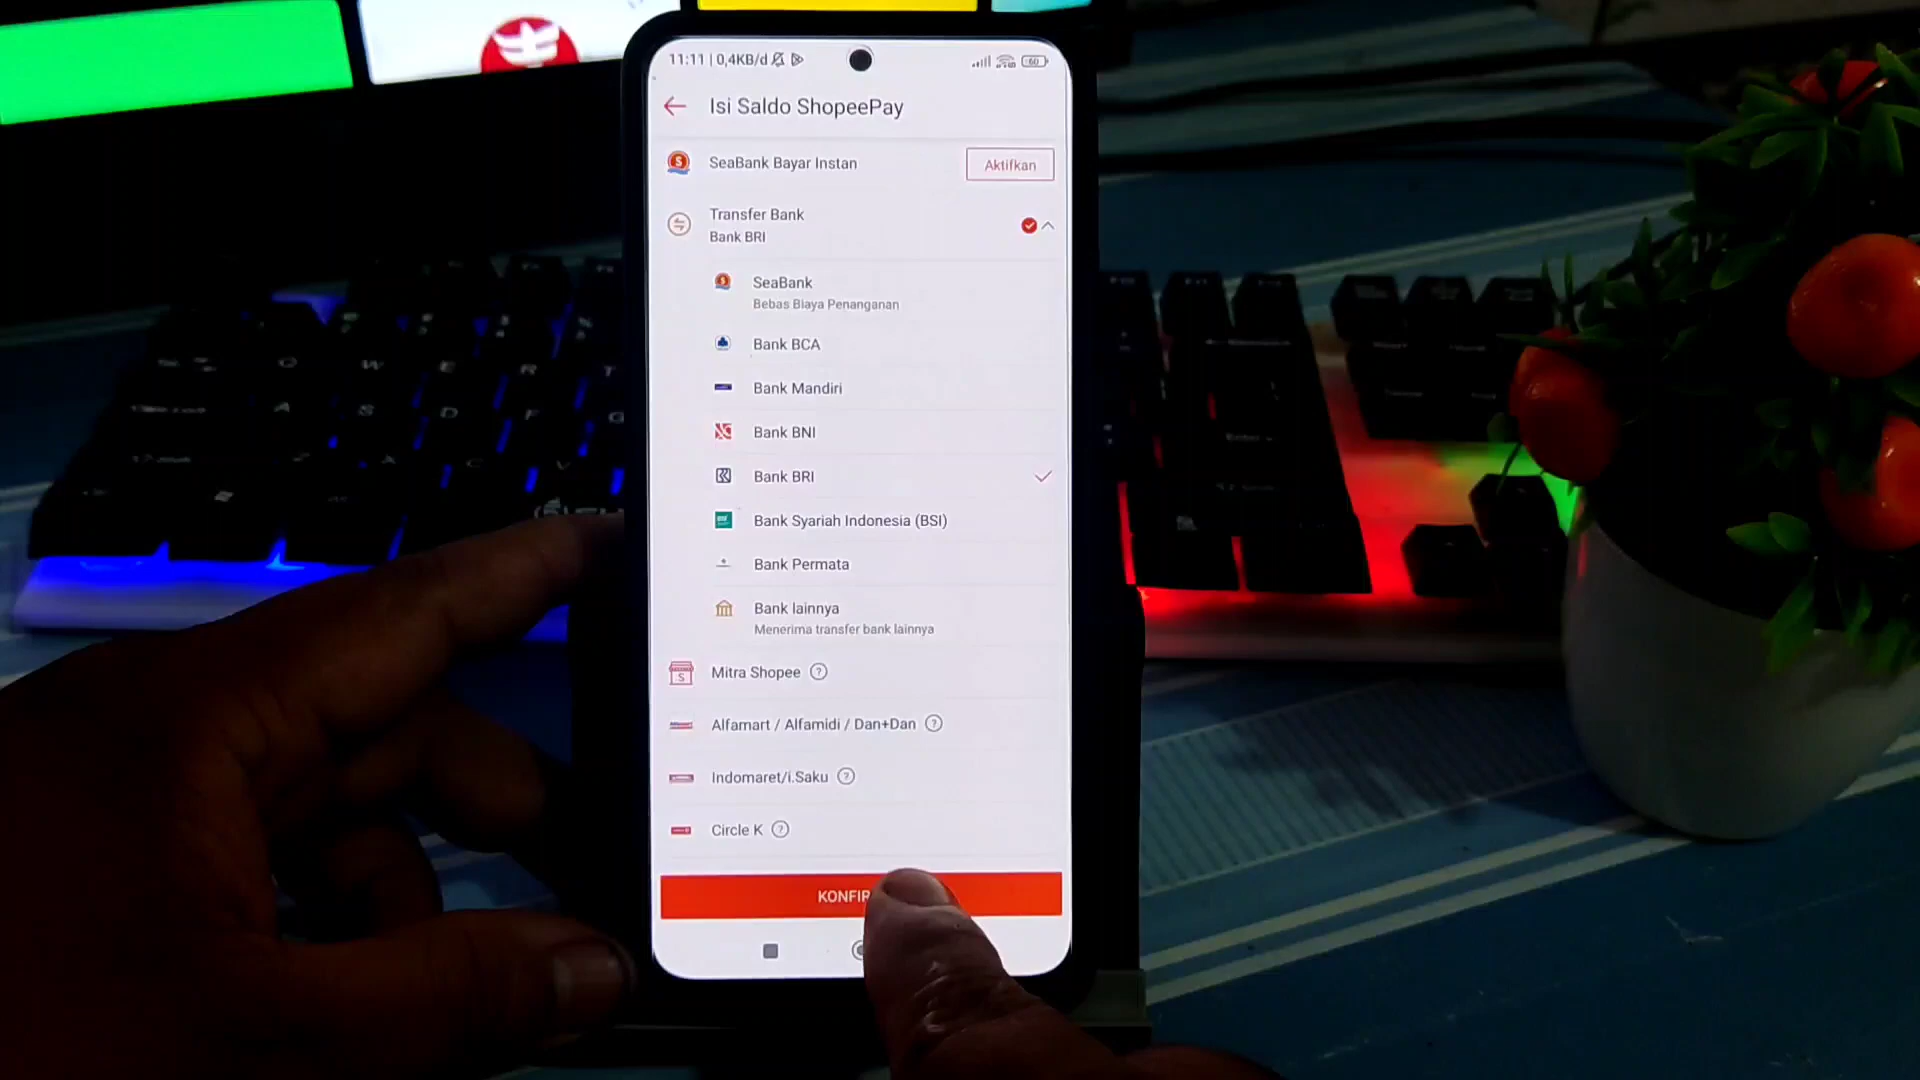 11:11 | 0,4KB/d
60
Isi Saldo ShopeePay
SeaBank Bayar Instan
Aktifkan
Transfer Bank
Bank BRI
SeaBank
Bebas Biaya Penanganan
Bank BCA
Bank Mandiri
Bank BNI
Bank BRI
Bank Syariah Indonesia (BSI)
Bank Permata
Bank lainnya
Menerima transfer bank lainnya
Mitra Shopee
Alfamart / Alfamidi / Dan+Dan
Indomaret/i.Saku
Circle K
KONFIR
Q W E R T
A S D F G